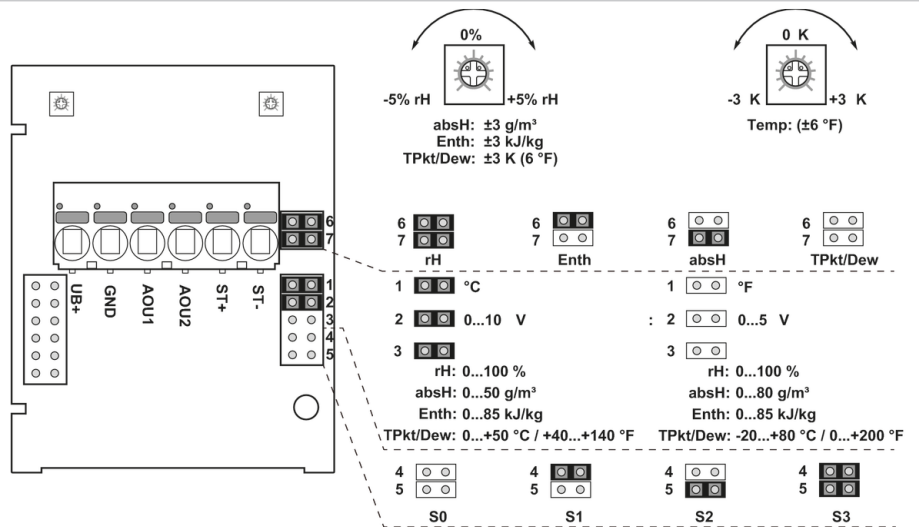 0%
0 K
-5% rH +5% rH
-3 K +3 K
absH: ±3 g/m³
Enth: ±3 kJ/kg
TPkt/Dew: ±3 K (6 °F)
Temp: (±6 °F)
6
7
6
7
rH
6
7
Enth
6
7
absH
6
7
TPkt/Dew
UB+
GND
AOU1
AOU2
ST+
ST-
1
2
3
4
5
1 °C
1 °F
2 0...10 V
: 2 0...5 V
3
3
rH: 0...100 %
absH: 0...50 g/m³
Enth: 0...85 kJ/kg
TPkt/Dew: 0...+50 °C / +40...+140 °F
rH: 0...100 %
absH: 0...80 g/m³
Enth: 0...85 kJ/kg
TPkt/Dew: -20...+80 °C / 0...+200 °F
4
5
S0
4
5
S1
4
5
S2
4
5
S3